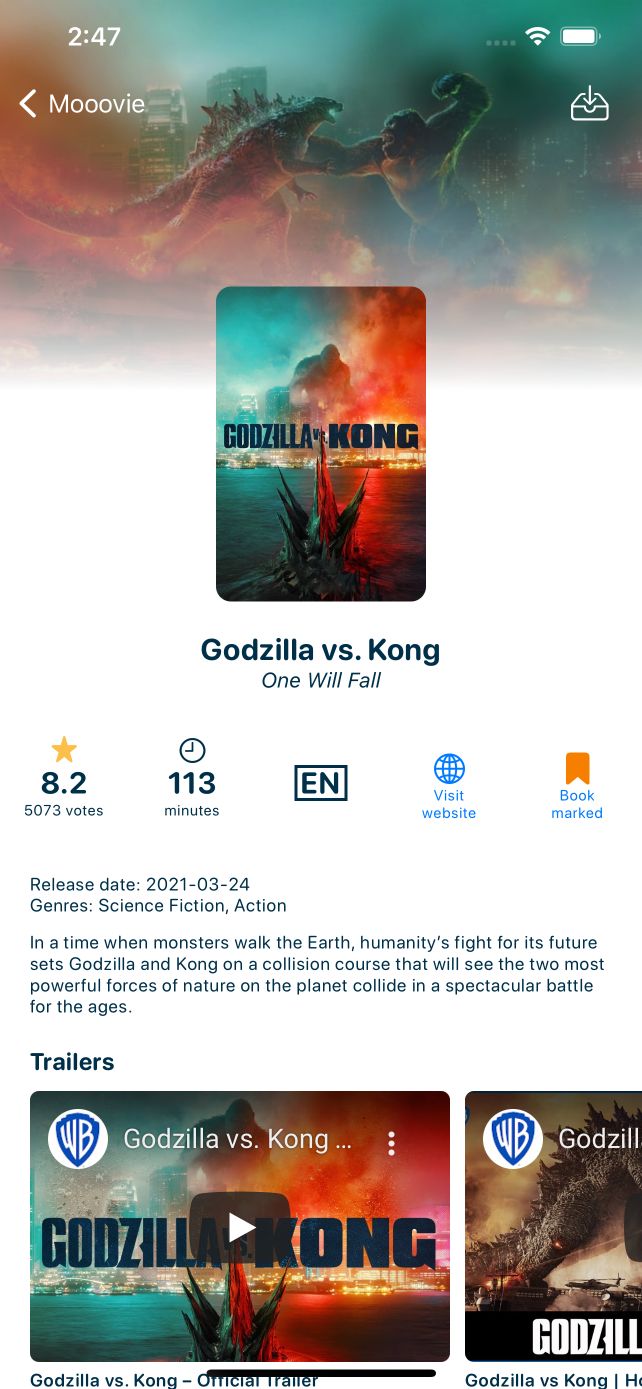 2:47
Mooovie
GODZILLA vs. KONG
Godzilla vs. Kong
One Will Fall
8.2
5073 votes
113
minutes
EN
Visit
website
Book
marked
Release date: 2021-03-24
Genres: Science Fiction, Action
In a time when monsters walk the Earth, humanity's fight for its future
sets Godzilla and Kong on a collision course that will see the two most
powerful forces of nature on the planet collide in a spectacular battle
for the ages.
Trailers
WB
Godzilla vs. Kong ...
GODZILLA KONG
Godzilla vs. Kong – Official Trailer
WB
Godzill
GODZILL
Godzilla vs Kong | Ho